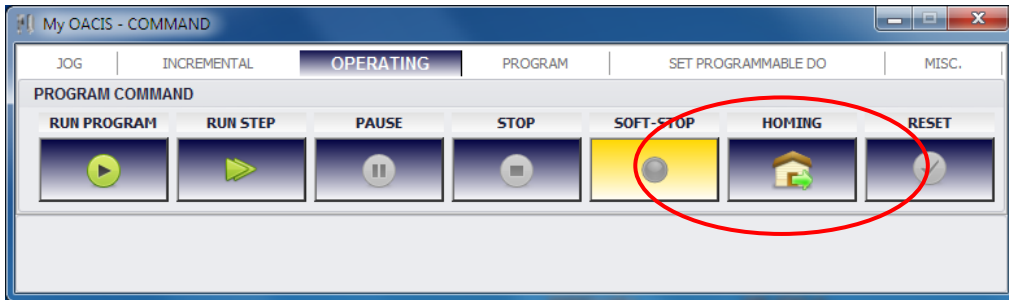 My OACIS - COMMAND
JOG INCREMENTAL OPERATING PROGRAM SET PROGRAMMABLE DO MISC.
PROGRAM COMMAND
RUN PROGRAM RUN STEP PAUSE STOP SOFT-STOP HOMING RESET